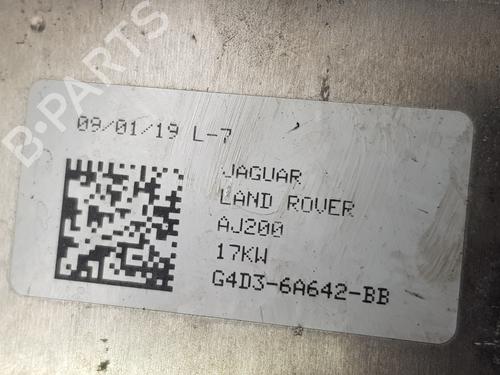 B-PARTS
09/01/19 L-7
JAGUAR
LAND ROVER
AJ200
17KW
G4D3-6A642-BB